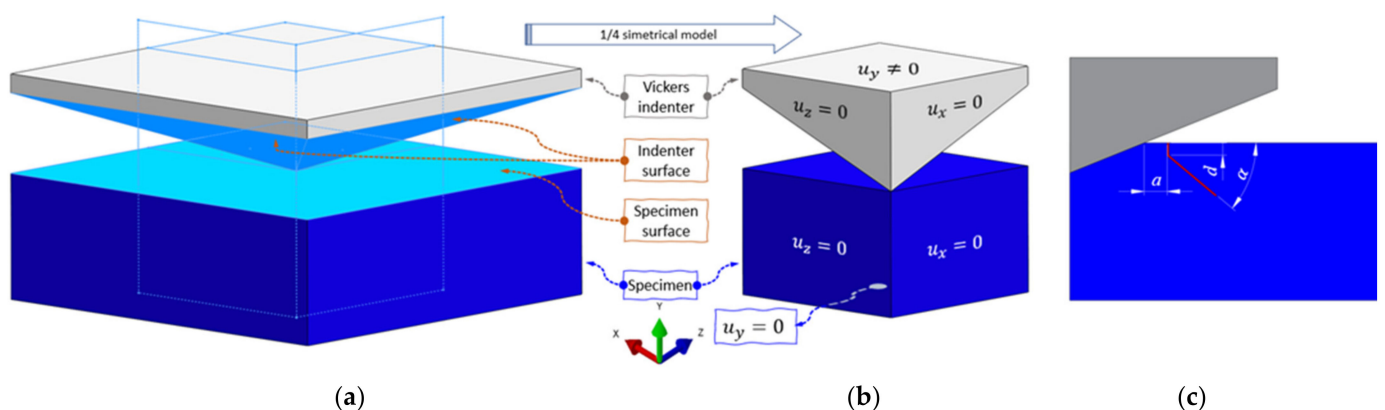 1/4 simetrical model
Vickers
indenter
Indenter
surface
Specimen
surface
Specimen
Y
X
Z
u_y ≠ 0
u_z = 0
u_x = 0
u_z = 0
u_x = 0
u_y = 0
a
d
α
(a)
(b)
(c)